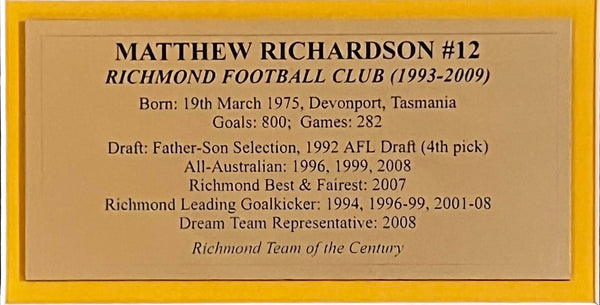 MATTHEW RICHARDSON #12
RICHMOND FOOTBALL CLUB (1993-2009)
Born: 19th March 1975, Devonport, Tasmania
Goals: 800; Games: 282
Draft: Father-Son Selection, 1992 AFL Draft (4th pick)
All-Australian: 1996, 1999, 2008
Richmond Best & Fairest: 2007
Richmond Leading Goalkicker: 1994, 1996-99, 2001-08
Dream Team Representative: 2008
Richmond Team of the Century